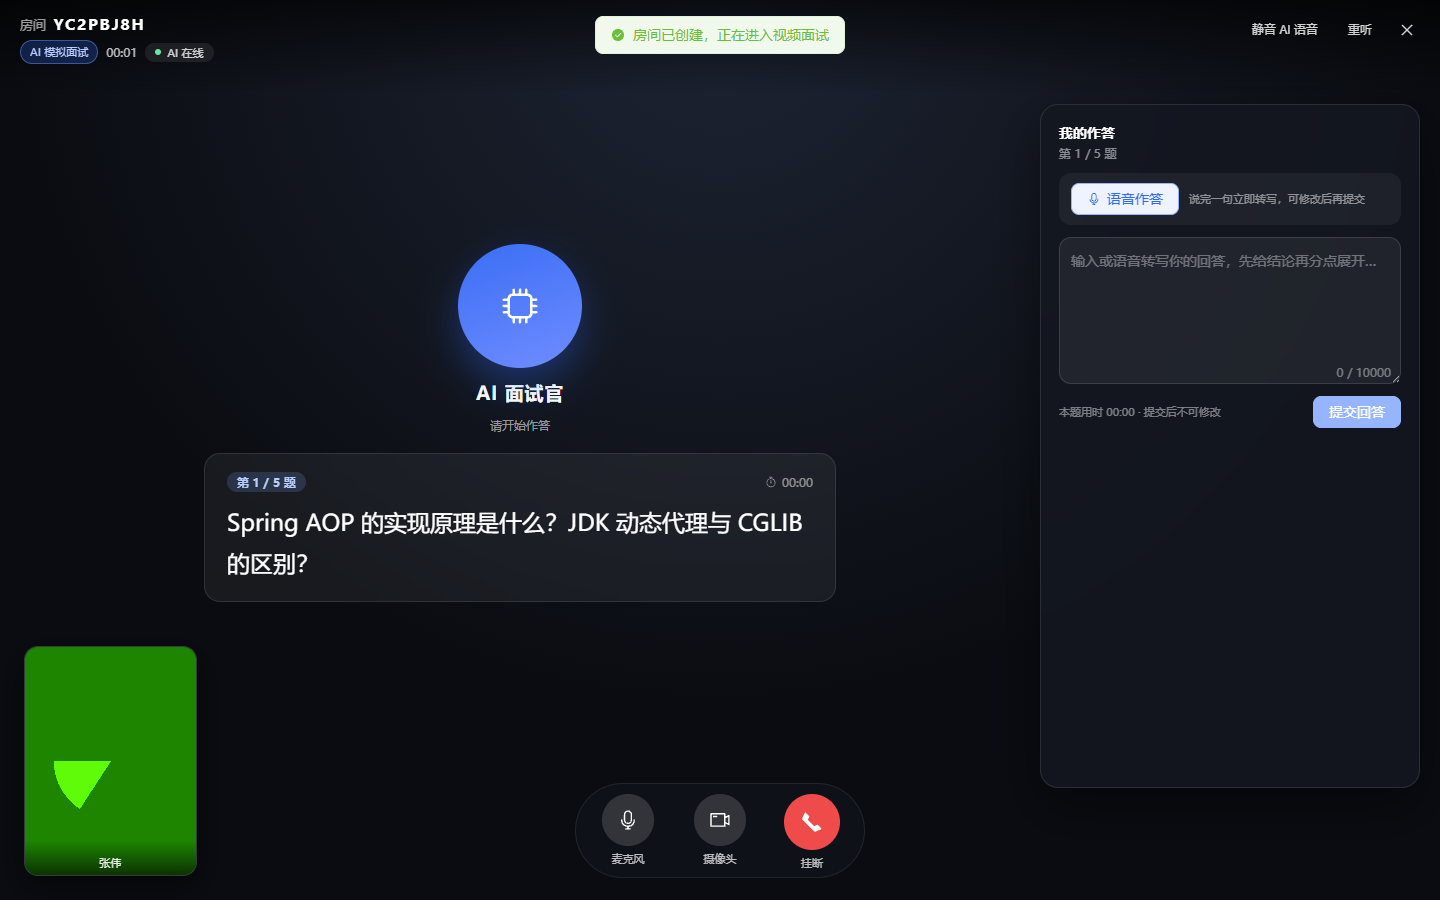 房间 YC2PBJ8H
AI 模拟面试 00:01 AI 在线
房间已创建，正在进入视频面试
静音 AI 语音 重听
我的作答
第 1 / 5 题
语音作答 说完一句立即转写，可修改后再提交
输入或语音转写你的回答，先给结论再分点展开...
0 / 10000
本题用时 00:00 · 提交后不可修改 提交回答
AI 面试官
请开始作答
第 1 / 5 题 00:00
Spring AOP 的实现原理是什么？JDK 动态代理与 CGLIB
的区别？
张伟
麦克风 摄像头 挂断